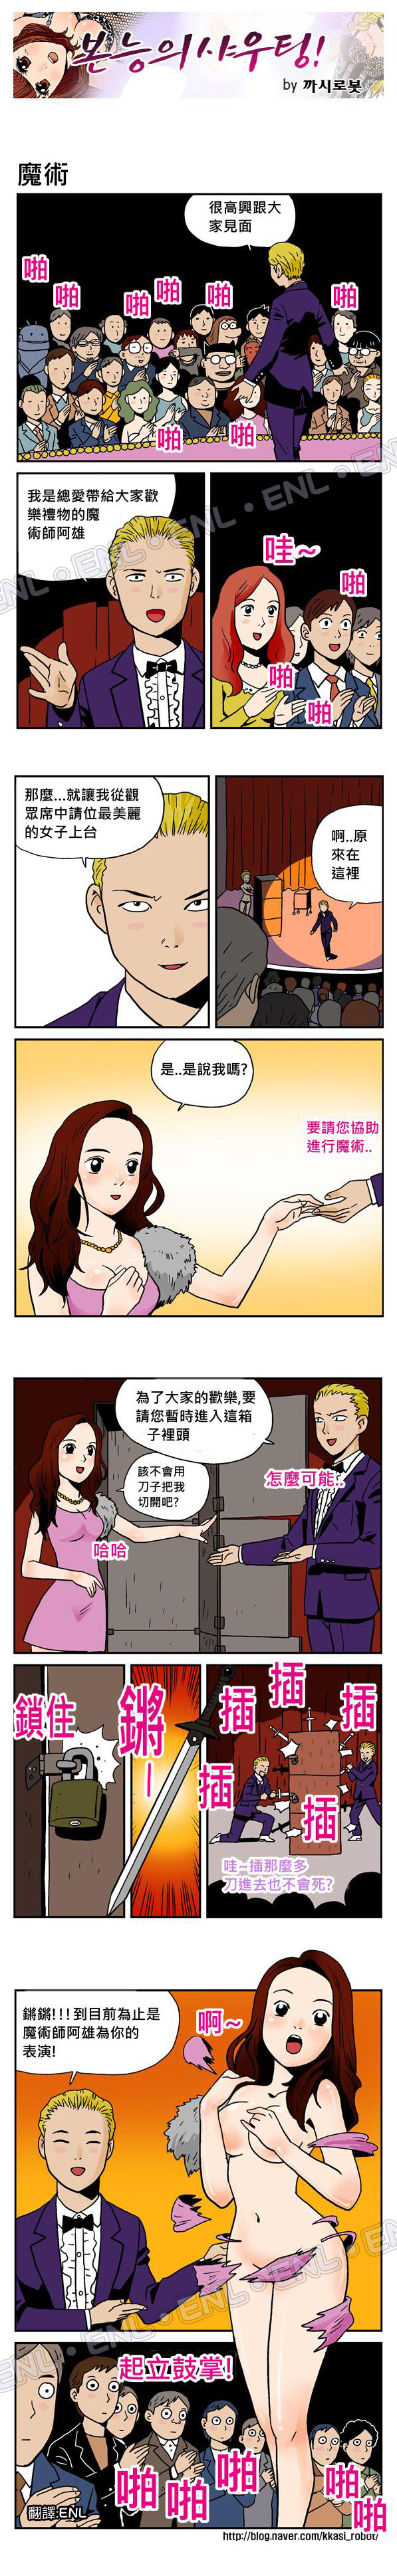 본능의샤우팅!
by 까시로봇
魔術
很高興跟大
家見面
啪
啪
啪
啪
啪
啪
啪
啪
我是總愛帶給大家歡
樂禮物的魔
術師阿雄
哇~
啪
啪
啪
那麼...就讓我從觀
眾席中請位最美麗
的女子上台
啊..原
來在
這裡
是..是說我嗎?
要請您協助
進行魔術..
為了大家的歡樂,要
請您暫時進入這箱
子裡頭
該不會用
刀子把我
切開吧?
怎麼可能..
哈哈
鎖住
鏘—
插
插
插
插
插
哇~插那麼多
刀進去也不會死?
鏘鏘!!!到目前為止是
魔術師阿雄為你的
表演!
啊~
起立鼓掌!
啪
啪
啪
啪
啪
翻譯:ENL
http://blog.naver.com/kkasi_robot/
ENL • ENL • ENL
ENL • ENL • ENL